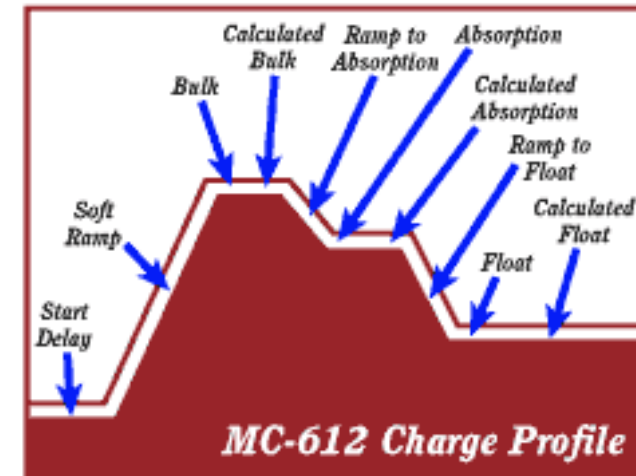 Calculated
Bulk
Ramp to
Absorption
Absorption
Bulk
Calculated
Absorption
Ramp to
Float
Soft
Ramp
Calculated
Float
Float
Start
Delay
MC-612 Charge Profile